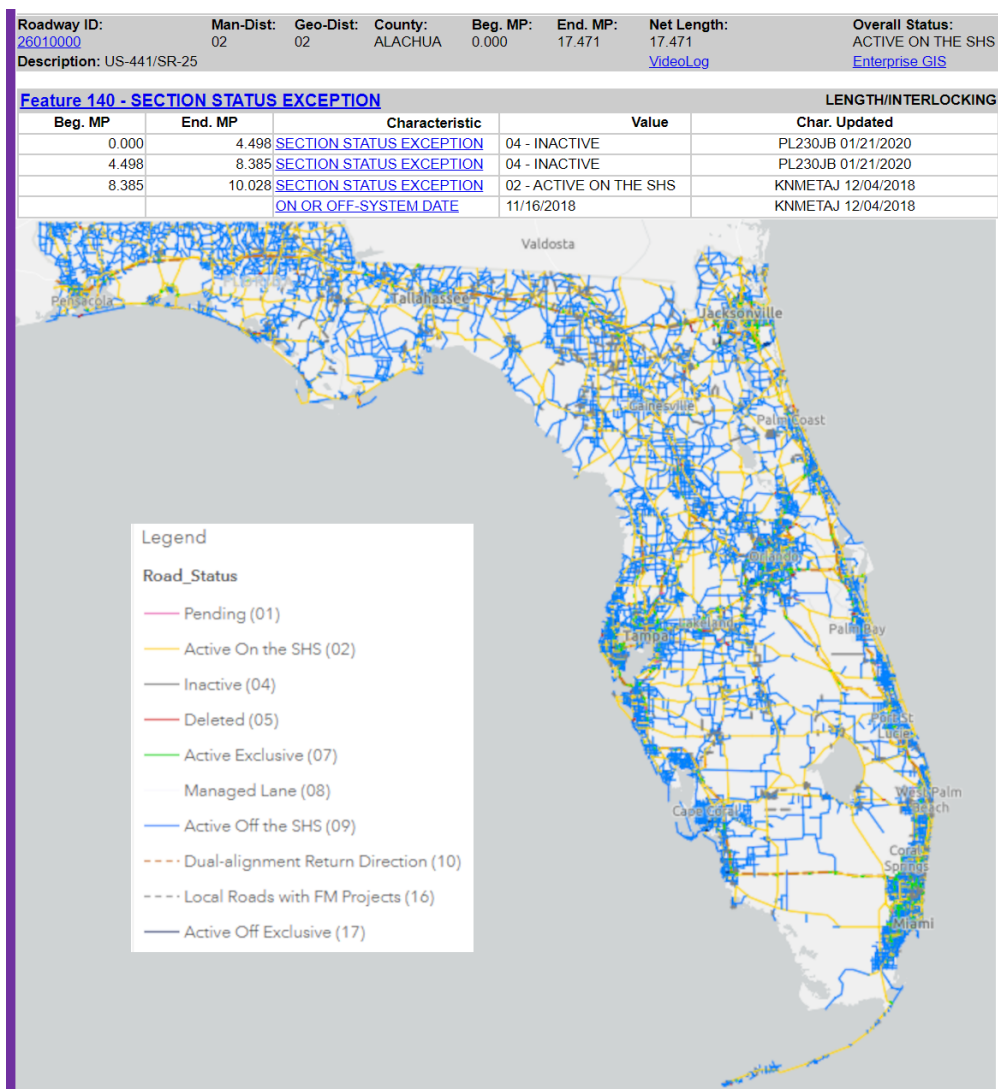 Roadway ID: Man-Dist: Geo-Dist: County: Beg. MP: End. MP: Net Length: Overall Status:
26010000 02 02 ALACHUA 0.000 17.471 17.471 ACTIVE ON THE SHS
Description: US-441/SR-25 VideoLog Enterprise GIS
Feature 140 - SECTION STATUS EXCEPTION LENGTH/INTERLOCKING
Beg. MP End. MP Characteristic Value Char. Updated
0.000 4.498 SECTION STATUS EXCEPTION 04 - INACTIVE PL230JB 01/21/2020
4.498 8.385 SECTION STATUS EXCEPTION 04 - INACTIVE PL230JB 01/21/2020
8.385 10.028 SECTION STATUS EXCEPTION 02 - ACTIVE ON THE SHS KNMETAJ 12/04/2018
ON OR OFF-SYSTEM DATE 11/16/2018 KNMETAJ 12/04/2018
Valdosta
Pensacola
Tallahassee
Jacksonville
Gainesville
Palm Coast
Orlando
Lakeland
Tampa
Palm Bay
Port St
Lucie
West Palm
Beach
Cape Coral
Coral
Springs
Miami
Legend
Road_Status
Pending (01)
Active On the SHS (02)
Inactive (04)
Deleted (05)
Active Exclusive (07)
Managed Lane (08)
Active Off the SHS (09)
Dual-alignment Return Direction (10)
Local Roads with FM Projects (16)
Active Off Exclusive (17)